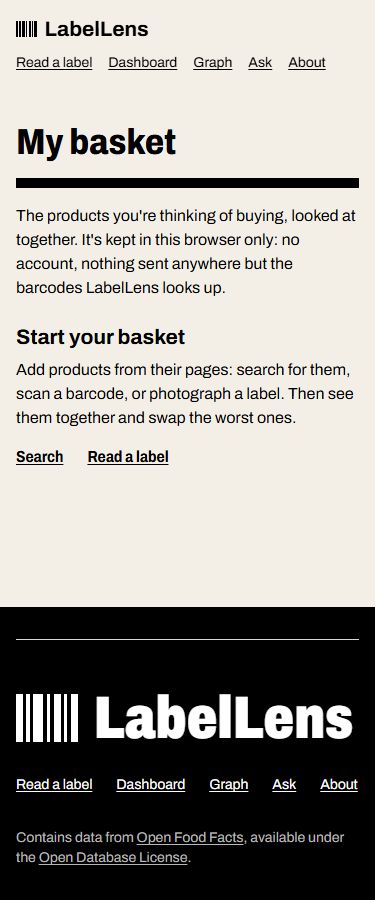 LabelLens
Read a label Dashboard Graph Ask About
My basket
The products you're thinking of buying, looked at
together. It's kept in this browser only: no
account, nothing sent anywhere but the
barcodes LabelLens looks up.
Start your basket
Add products from their pages: search for them,
scan a barcode, or photograph a label. Then see
them together and swap the worst ones.
Search Read a label
LabelLens
Read a label Dashboard Graph Ask About
Contains data from Open Food Facts, available under
the Open Database License.